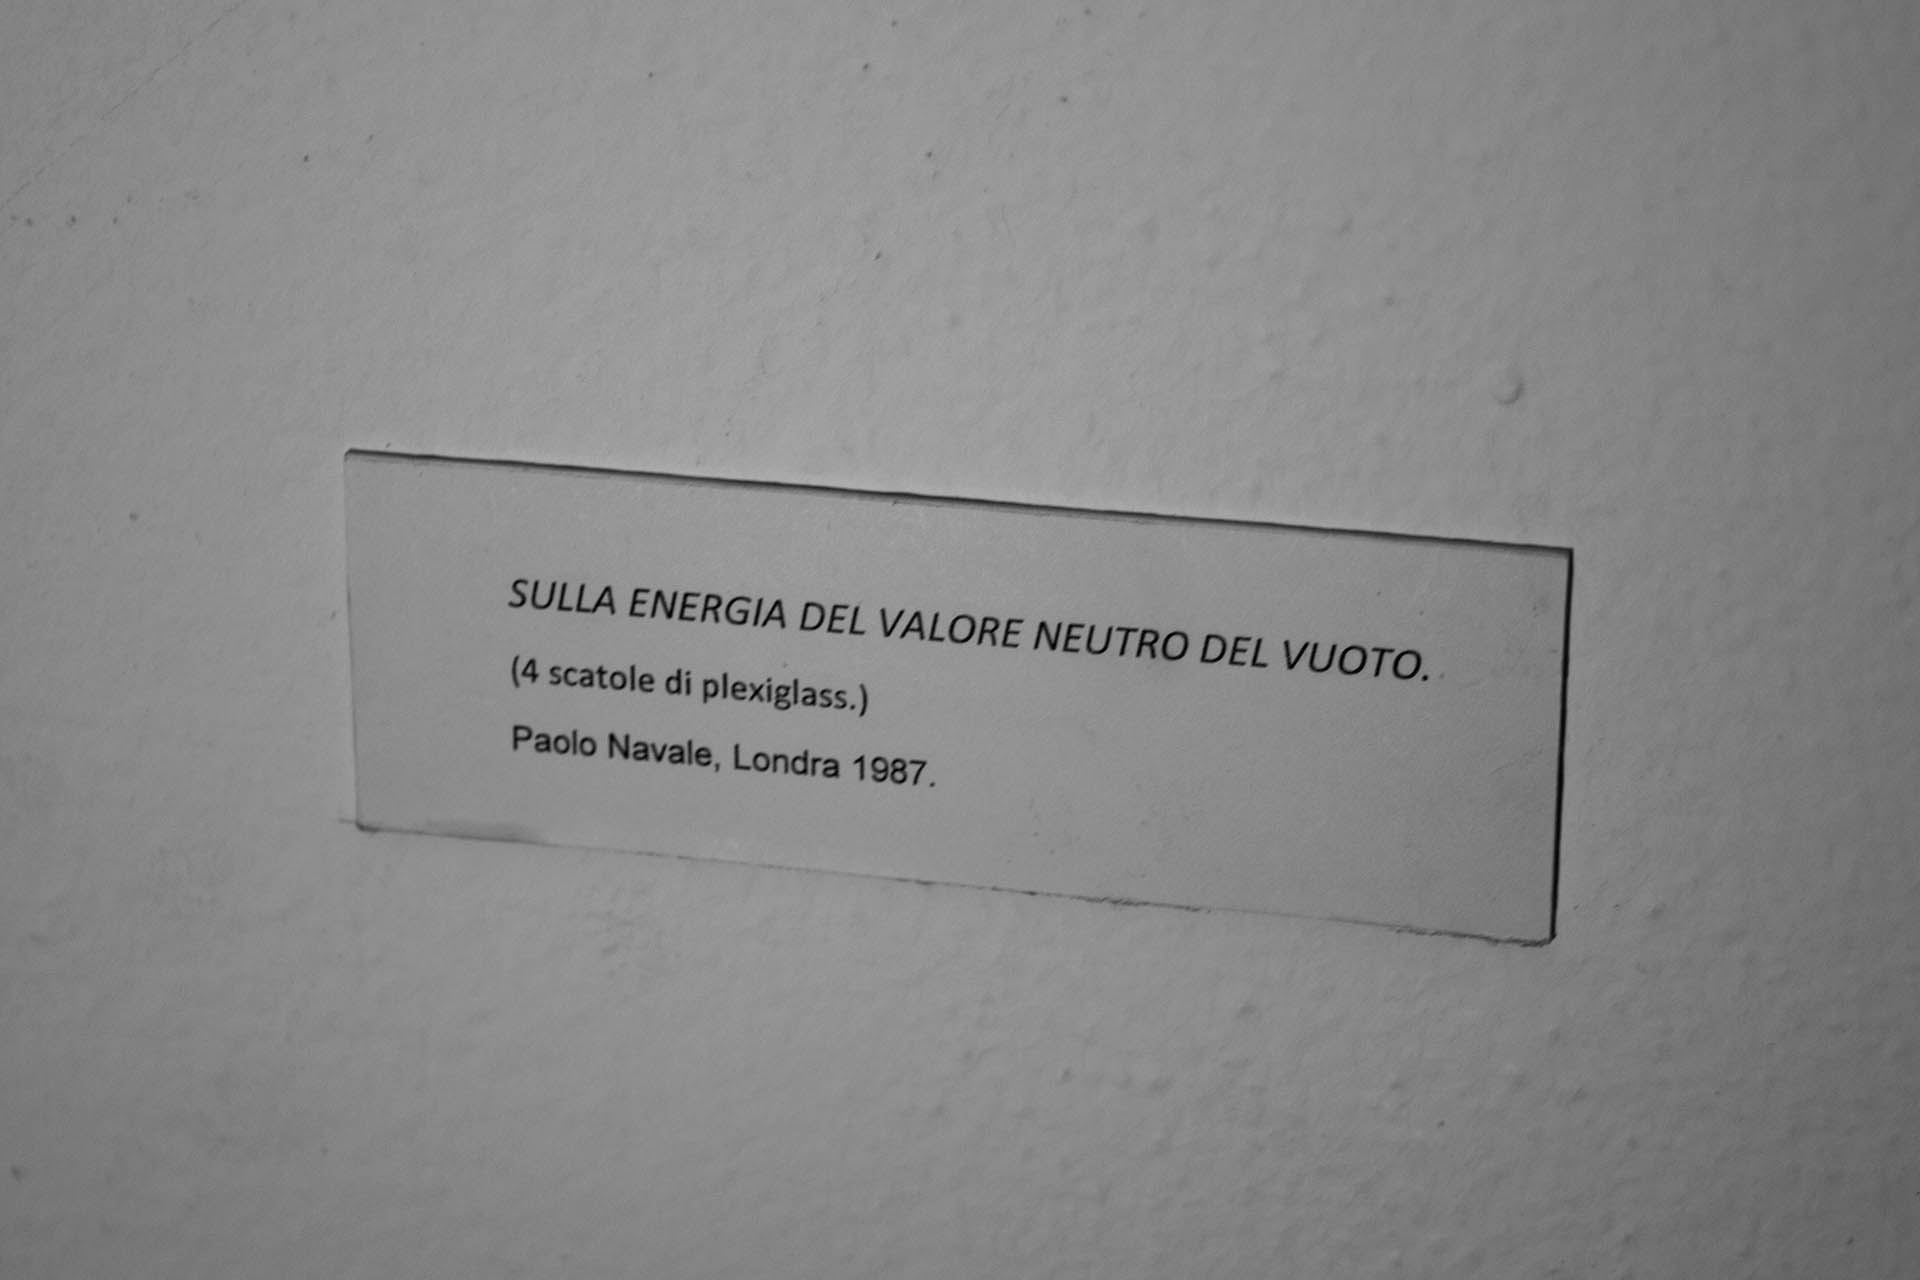 SULLA ENERGIA DEL VALORE NEUTRO DEL VUOTO.
(4 scatole di plexiglass.)
Paolo Navale, Londra 1987.